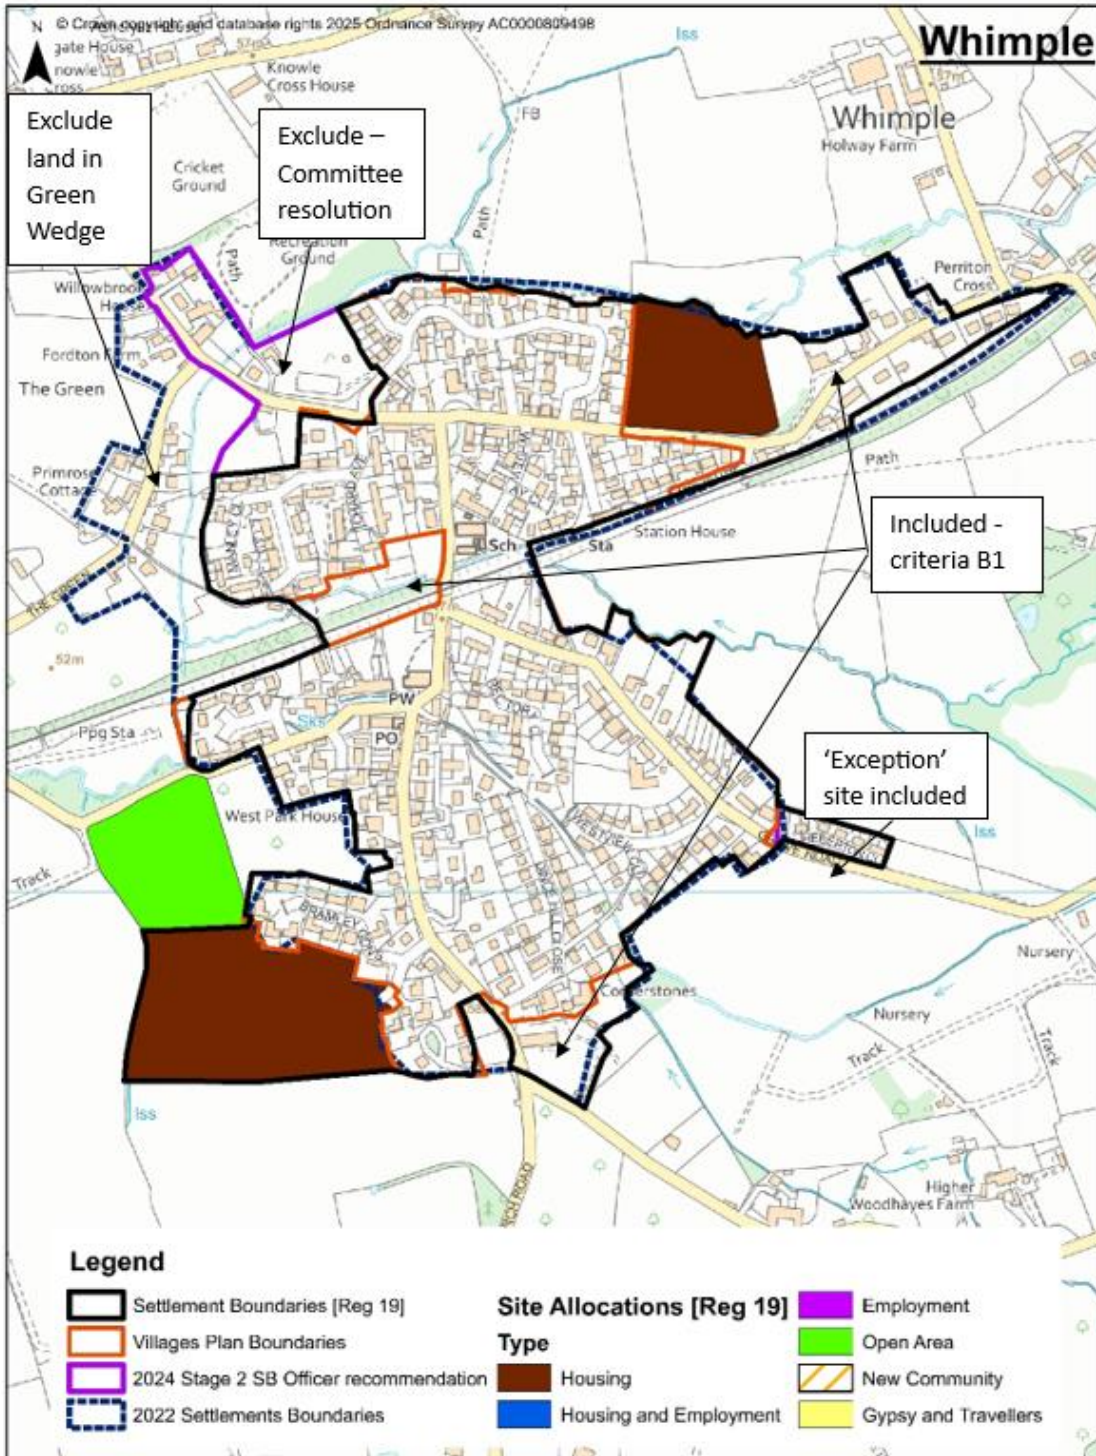 N © Crown copyright and database rights 2025 Ordnance Survey AC0000809498
Whimple
gate House
57m
Knowle
Cross House
Iss
FB
Whimple
Holway Farm
Exclude
land in
Green
Wedge
Exclude –
Committee
resolution
Cricket
Ground
Path
Path
Recreation
Ground
Perriton
Cross
Willowbrook
House
Fordton Farm
The Green
Primrose
Cottage
Path
Included -
criteria B1
Sch
Sta
Station House
THE GREEN
52m
PW
Sks
PO
Ppg Sta
West Park House
'Exception'
site included
Iss
Track
BRAMLEY GDNS
Cornerstones
Nursery
Nursery
Track
Track
Iss
Higher
Woodhayes Farm
Legend
Settlement Boundaries [Reg 19]
Villages Plan Boundaries
2024 Stage 2 SB Officer recommendation
2022 Settlements Boundaries
Site Allocations [Reg 19]
Type
Housing
Housing and Employment
Employment
Open Area
New Community
Gypsy and Travellers